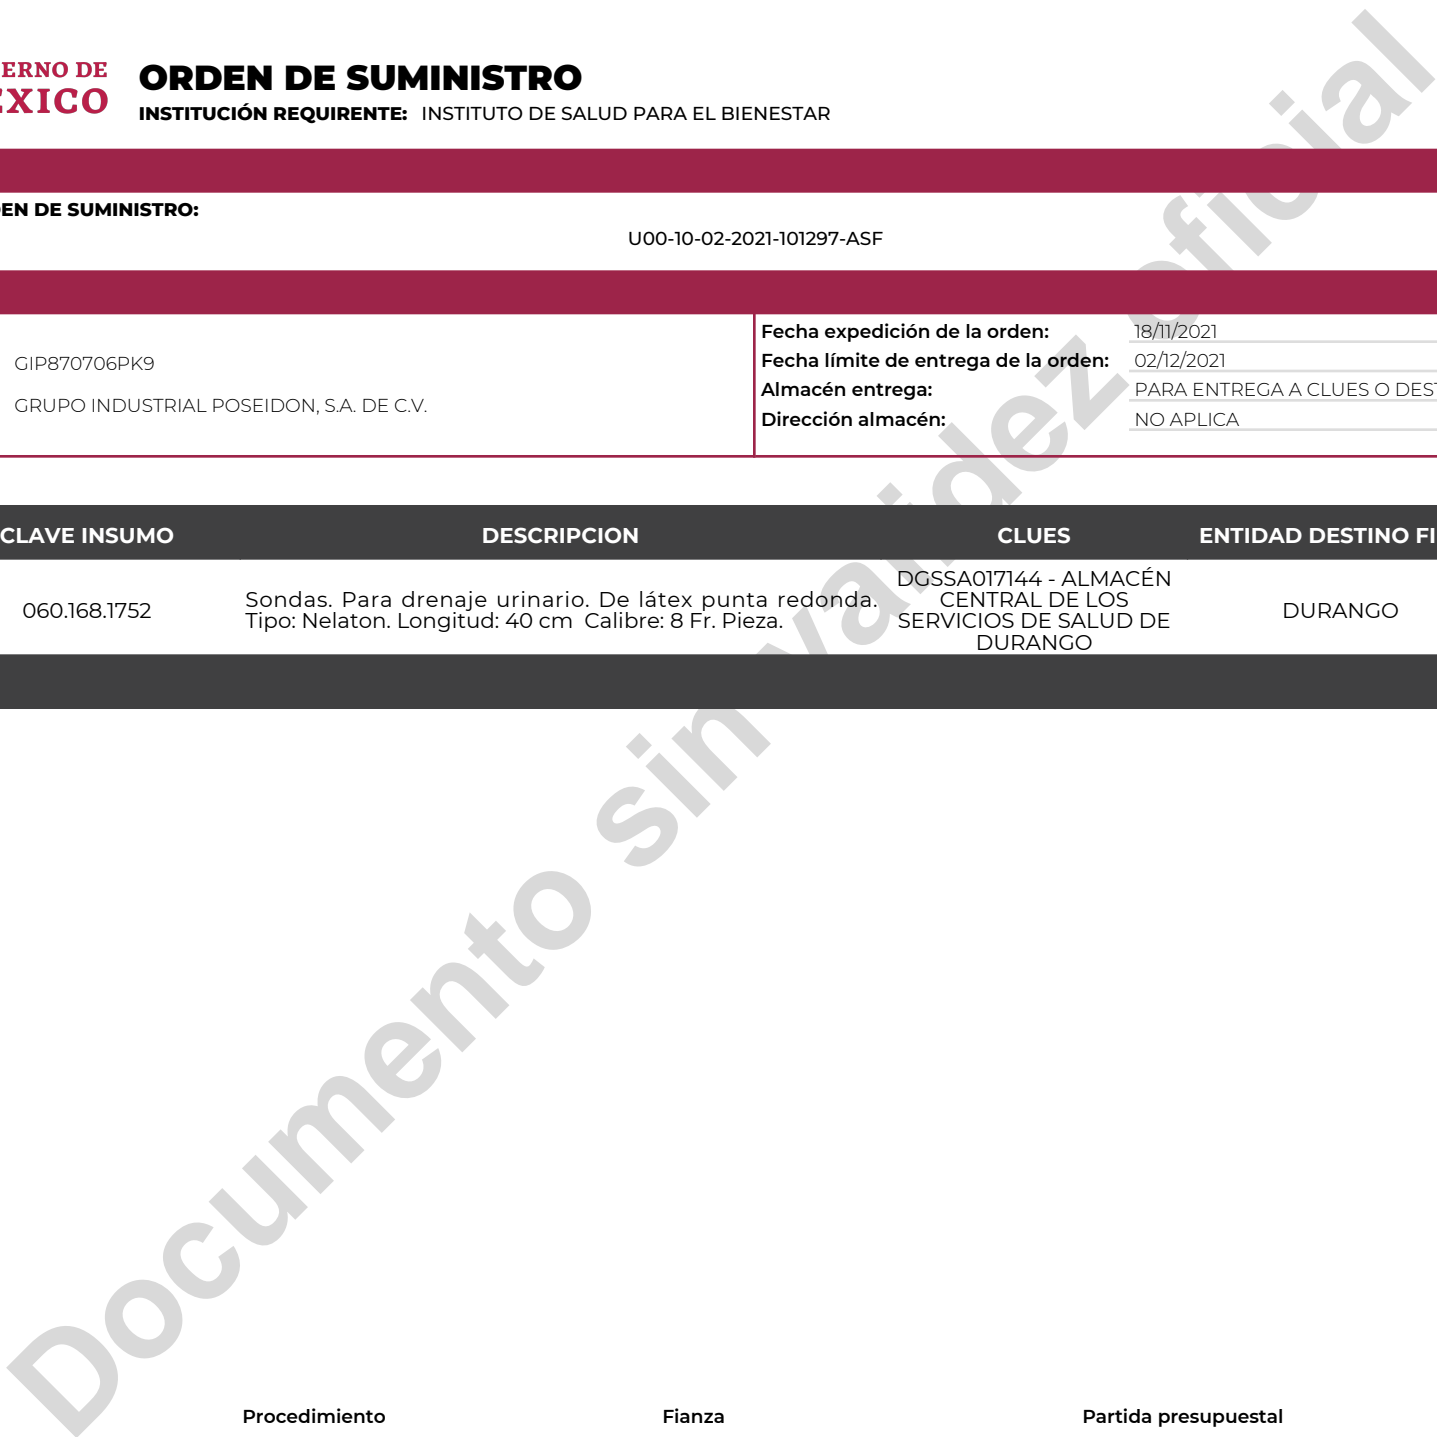 ERNO DE
EXICO
ORDEN DE SUMINISTRO
INSTITUCIÓN REQUIRENTE: INSTITUTO DE SALUD PARA EL BIENESTAR
EN DE SUMINISTRO:
U00-10-02-2021-101297-ASF
GIP870706PK9
GRUPO INDUSTRIAL POSEIDON, S.A. DE C.V.
Fecha expedición de la orden: 18/11/2021
Fecha límite de entrega de la orden: 02/12/2021
Almacén entrega: PARA ENTREGA A CLUES O DEST
Dirección almacén: NO APLICA
CLAVE INSUMO DESCRIPCION CLUES ENTIDAD DESTINO FI
060.168.1752
Sondas. Para drenaje urinario. De látex punta redonda.
Tipo: Nelaton. Longitud: 40 cm Calibre: 8 Fr. Pieza.
DGSSA017144 - ALMACÉN
CENTRAL DE LOS
SERVICIOS DE SALUD DE
DURANGO
DURANGO
Documento sin validez oficial
Procedimiento Fianza Partida presupuestal